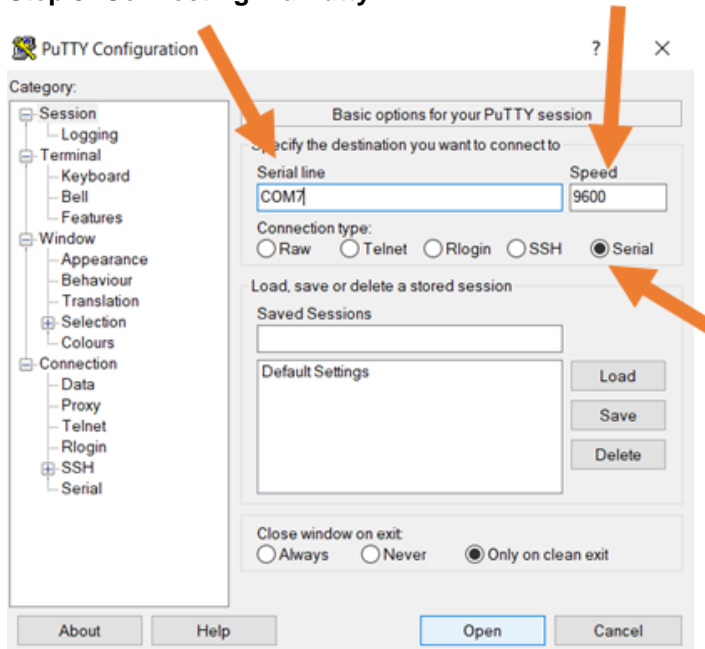 PuTTY Configuration ? ×
Category:
Session
Logging
Terminal
Keyboard
Bell
Features
Window
Appearance
Behaviour
Translation
Selection
Colours
Connection
Data
Proxy
Telnet
Rlogin
SSH
Serial
Basic options for your PuTTY session
the destination you want to connect to
Serial line Speed
COM7 9600
Connection type:
Raw Telnet Rlogin SSH Serial
Load, save or delete a stored session
Saved Sessions
Default Settings
Load
Save
Delete
Close window on exit:
Always Never Only on clean exit
About Help Open Cancel